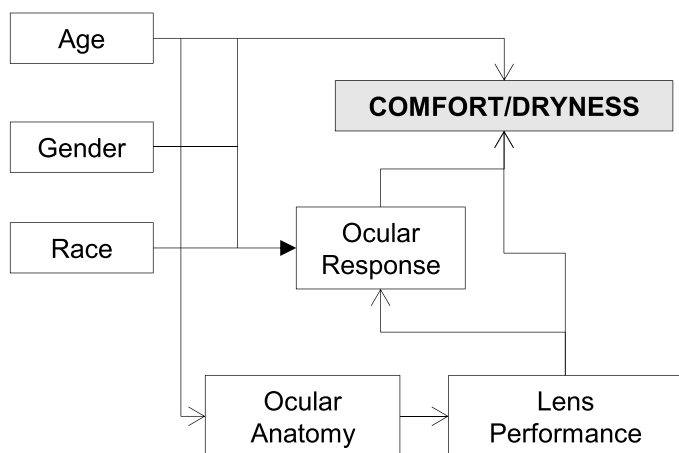 Age
COMFORT/DRYNESS
Gender
Race
Ocular
Response
Ocular
Anatomy
Lens
Performance